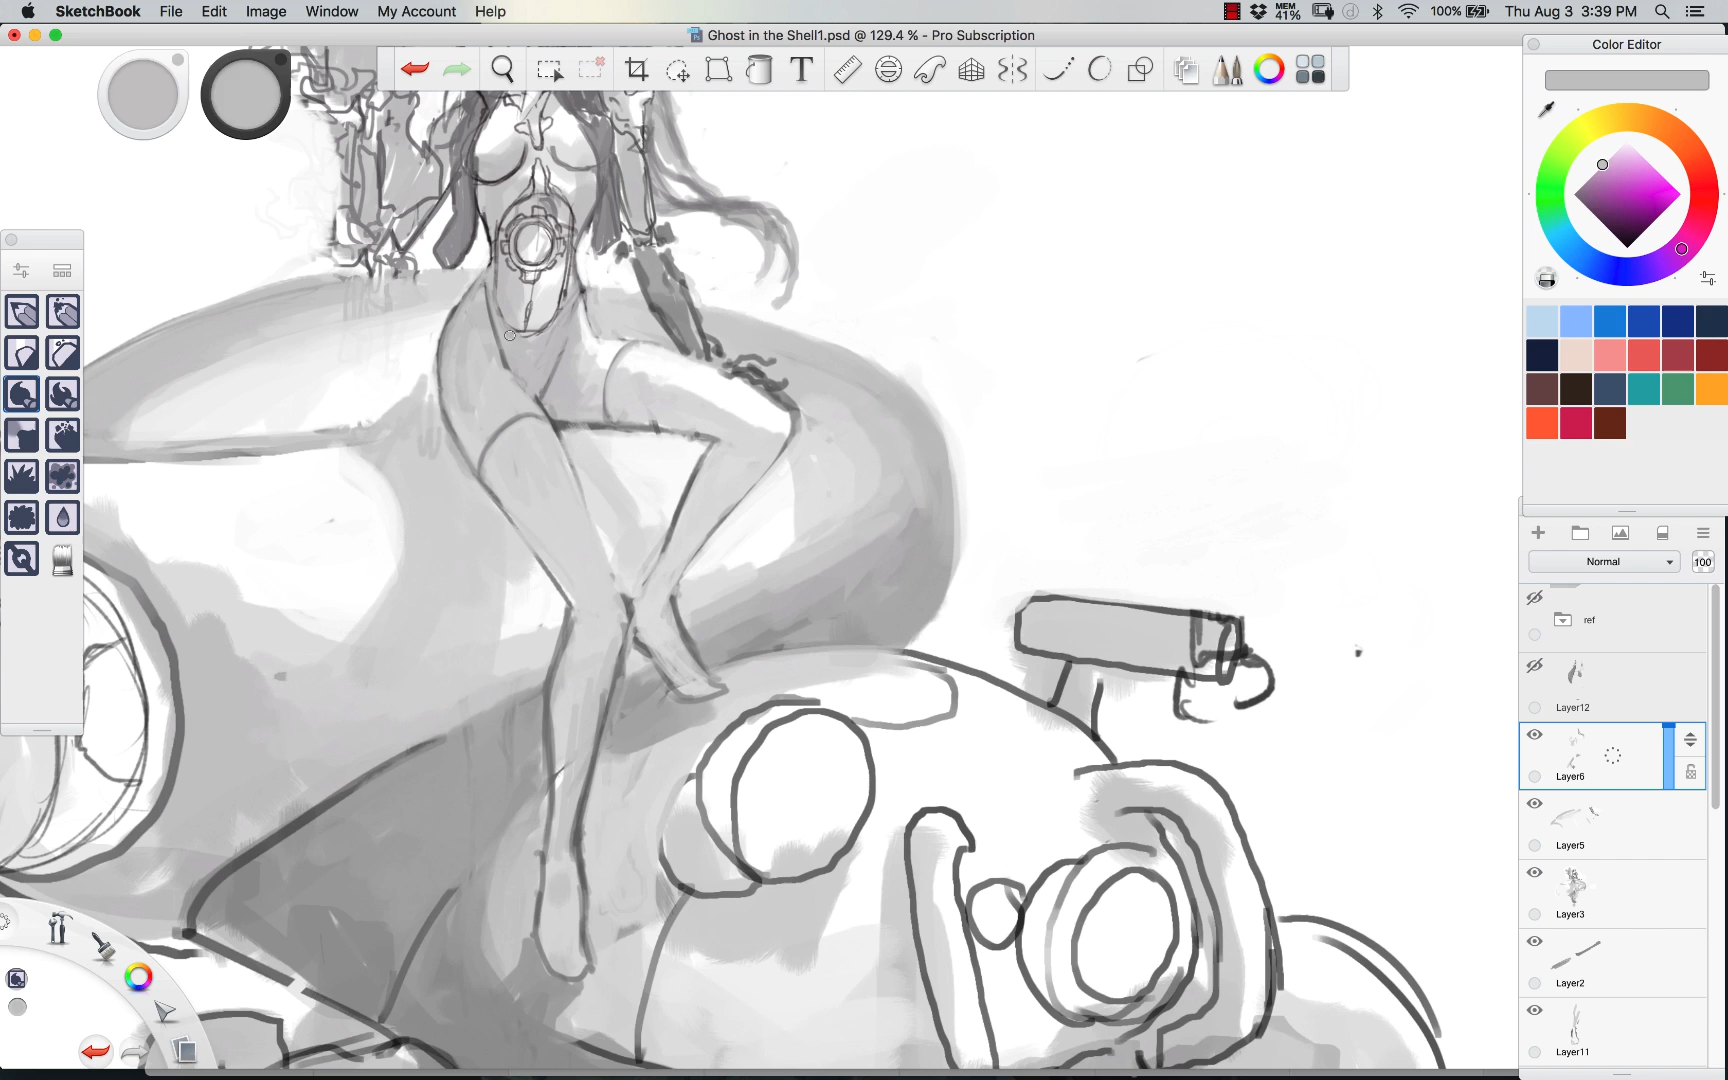 SketchBook File Edit Image Window My Account Help
MEM 41% 100% Thu Aug 3 3:39 PM
Ghost in the Shell1.psd @ 129.4 % - Pro Subscription
Color Editor
T
Normal 100
ref
Layer12
Layer6
Layer5
Layer3
Layer2
Layer11